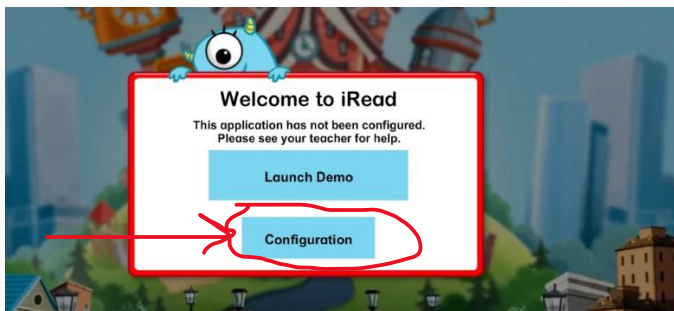 Welcome to iRead
This application has not been configured.
Please see your teacher for help.
Launch Demo
Configuration